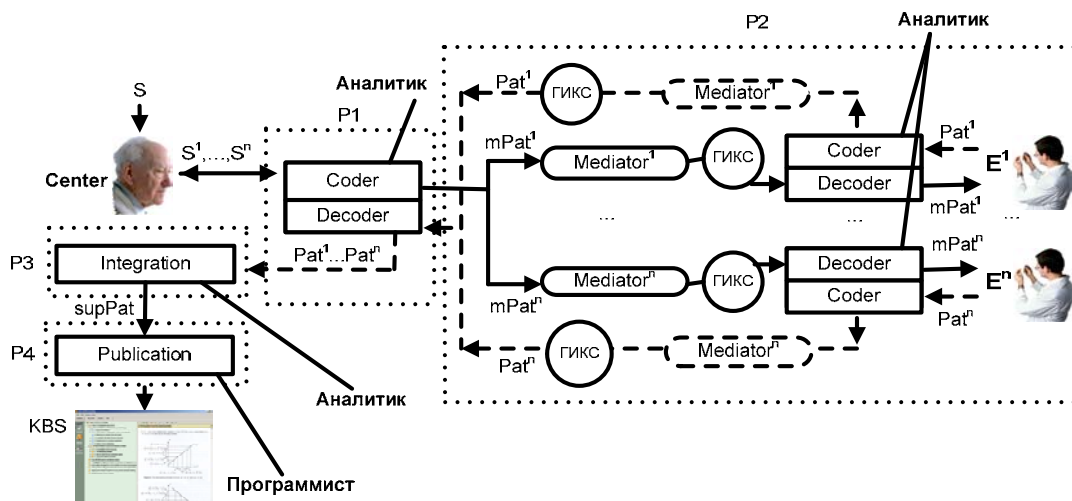 P2
Аналитик
S
Аналитик
P1
Pat¹
ГИКС
Mediator¹
Center
S¹,...,Sⁿ
Coder
Decoder
mPat¹
Mediator¹
ГИКС
Coder
Decoder
Pat¹
E¹
mPat¹
...
...
...
Pat¹...Patⁿ
P3
Integration
mPatⁿ
Mediatorⁿ
ГИКС
Decoder
Coder
mPatⁿ
Eⁿ
Patⁿ
supPat
P4
Publication
Patⁿ
ГИКС
Mediatorⁿ
Аналитик
KBS
Программист